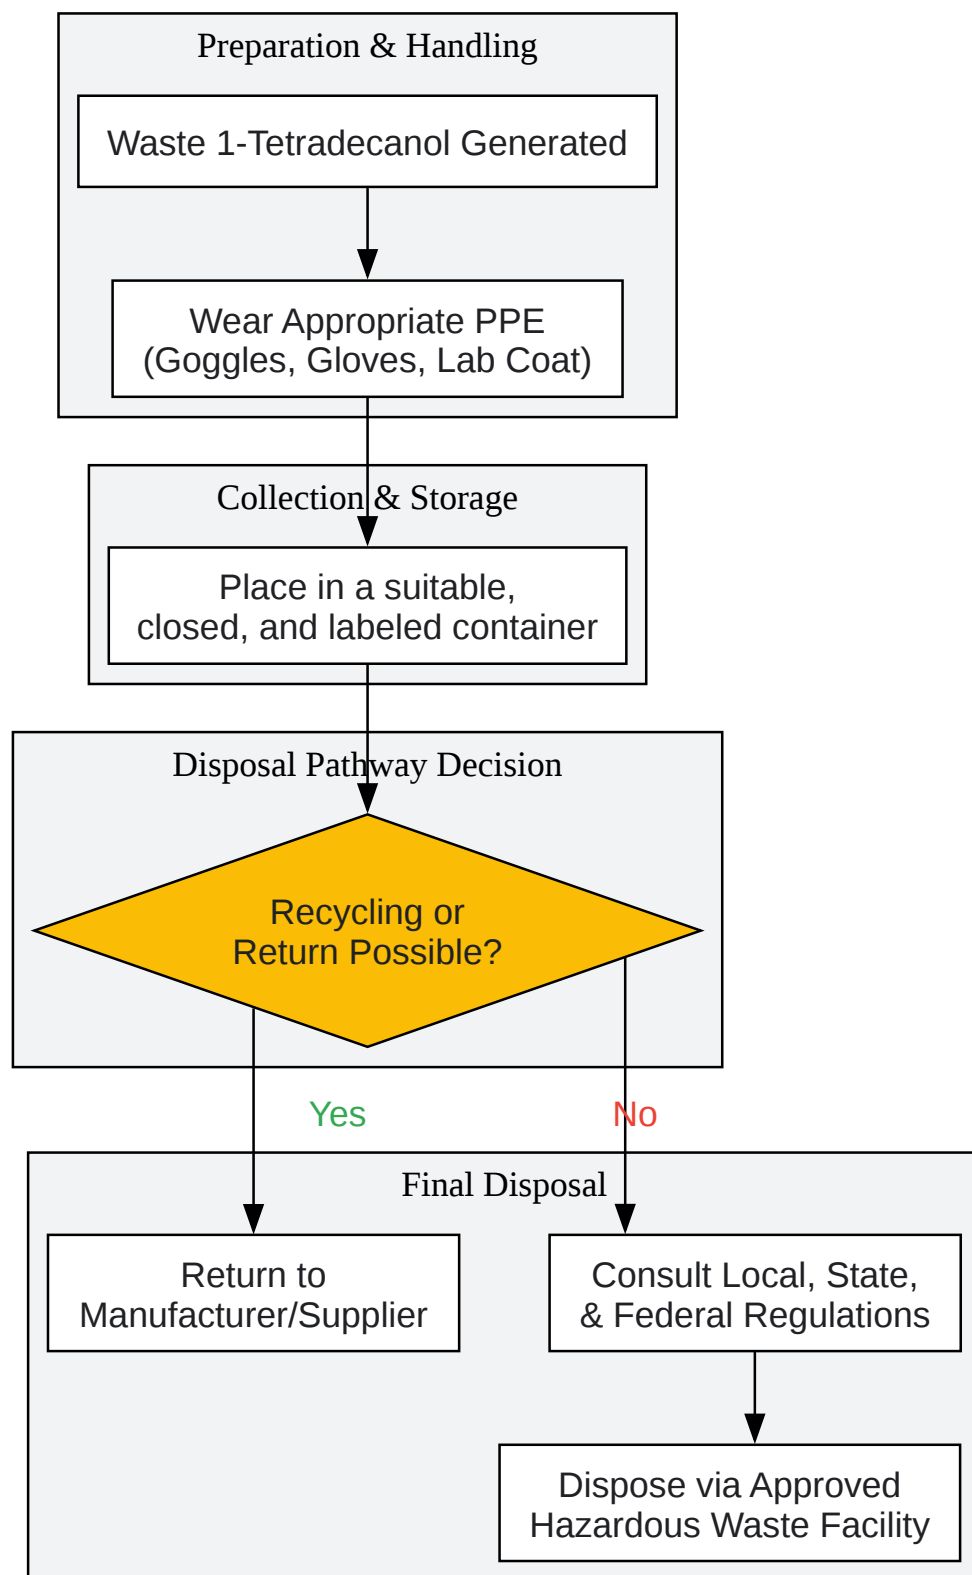 Preparation & Handling
Waste 1-Tetradecanol Generated
Wear Appropriate PPE
(Goggles, Gloves, Lab Coat)
Collection & Storage
Place in a suitable,
closed, and labeled container
Disposal Pathway Decision
Recycling or
Return Possible?
Yes
No
Final Disposal
Return to
Manufacturer/Supplier
Consult Local, State,
& Federal Regulations
Dispose via Approved
Hazardous Waste Facility